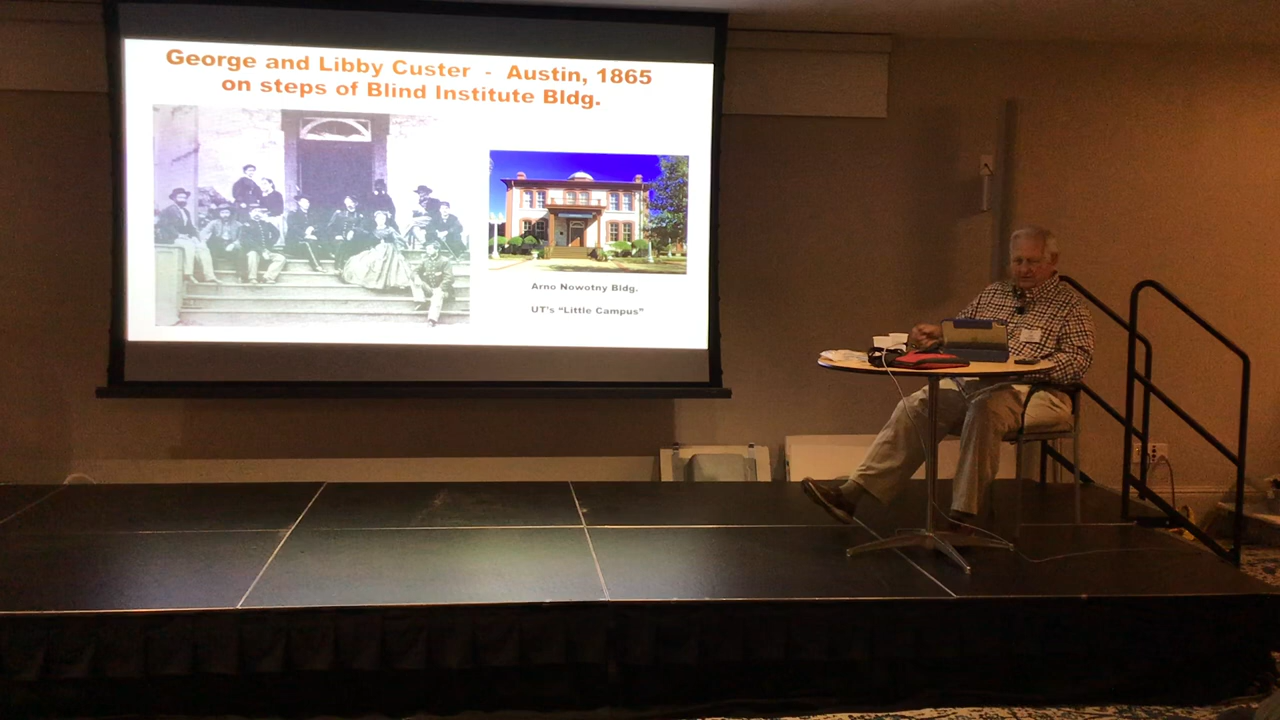 George and Libby Custer - Austin, 1865
on steps of Blind Institute Bldg.
Arno Nowotny Bldg.
UT's “Little Campus”